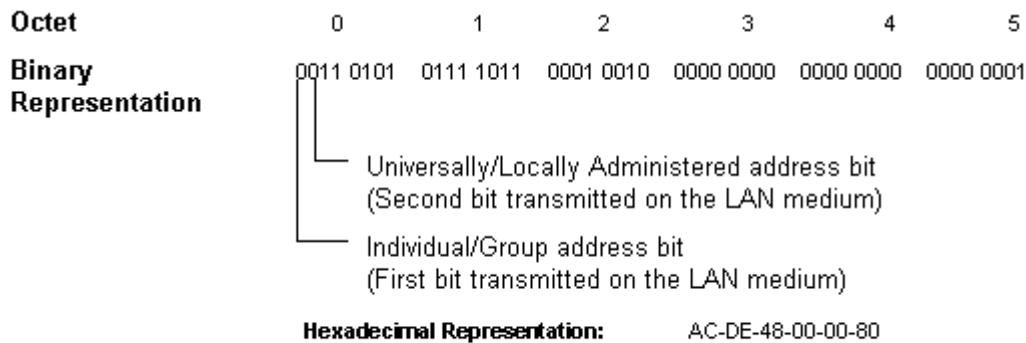 Octet 0 1 2 3 4 5
Binary Representation 0011 0101 0111 1011 0001 0010 0000 0000 0000 0000 0000 0001
Universally/Locally Administered address bit
(Second bit transmitted on the LAN medium)
Individual/Group address bit
(First bit transmitted on the LAN medium)
Hexadecimal Representation: AC-DE-48-00-00-80